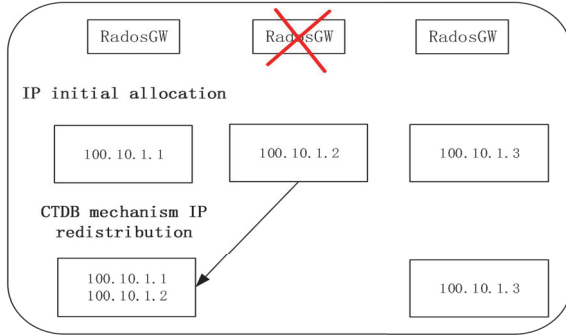 RadosGW
RadosGW
RadosGW
IP initial allocation
100.10.1.1
100.10.1.2
100.10.1.3
CTDB mechanism IP
redistribution
100.10.1.1
100.10.1.2
100.10.1.3